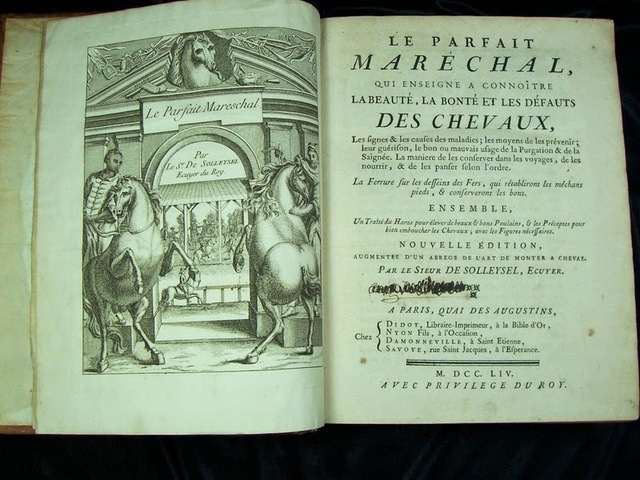 Le Parfait Mareschal
Par
Le Sr. De SOLLEYSEL
Ecuyer du Roy
LE PARFAIT
MARÉCHAL,
QUI ENSEIGNE A CONNOÎTRE
LA BEAUTÉ, LA BONTÉ ET LES DÉFAUTS
DES CHEVAUX,
Les signes & les causes des maladies ; les moyens de les prévenir ;
leur guérison, le bon ou mauvais usage de la Purgation & de la
Saignée. La maniere de les conserver dans les voyages, de les
nourrir, & de les panser selon l'ordre.
La Ferrure sur les desseins des Fers, qui rétabliront les méchans
pieds, & conserveront les bons.
ENSEMBLE,
Un Traité du Haras pour élever de beaux & bons Poulains, & les Préceptes pour
bien emboucher les Chevaux ; avec les Figures nécessaires.
NOUVELLE ÉDITION,
AUGMENTÉE D'UN ABREGÉ DE L'ART DE MONTER A CHEVAL.
PAR LE SIEUR DE SOLLEYSEL, ECUYER.
A PARIS, QUAI DES AUGUSTINS,
Chez
DIDOT, Libraire-Imprimeur, à la Bible d'Or,
NYON Fils, à l'Occasion,
DAMONNEVILLE, à Saint Etienne,
SAVOYE, rue Saint Jacques, à l'Esperance.
M. DCC. LIV.
AVEC PRIVILEGE DU ROY.